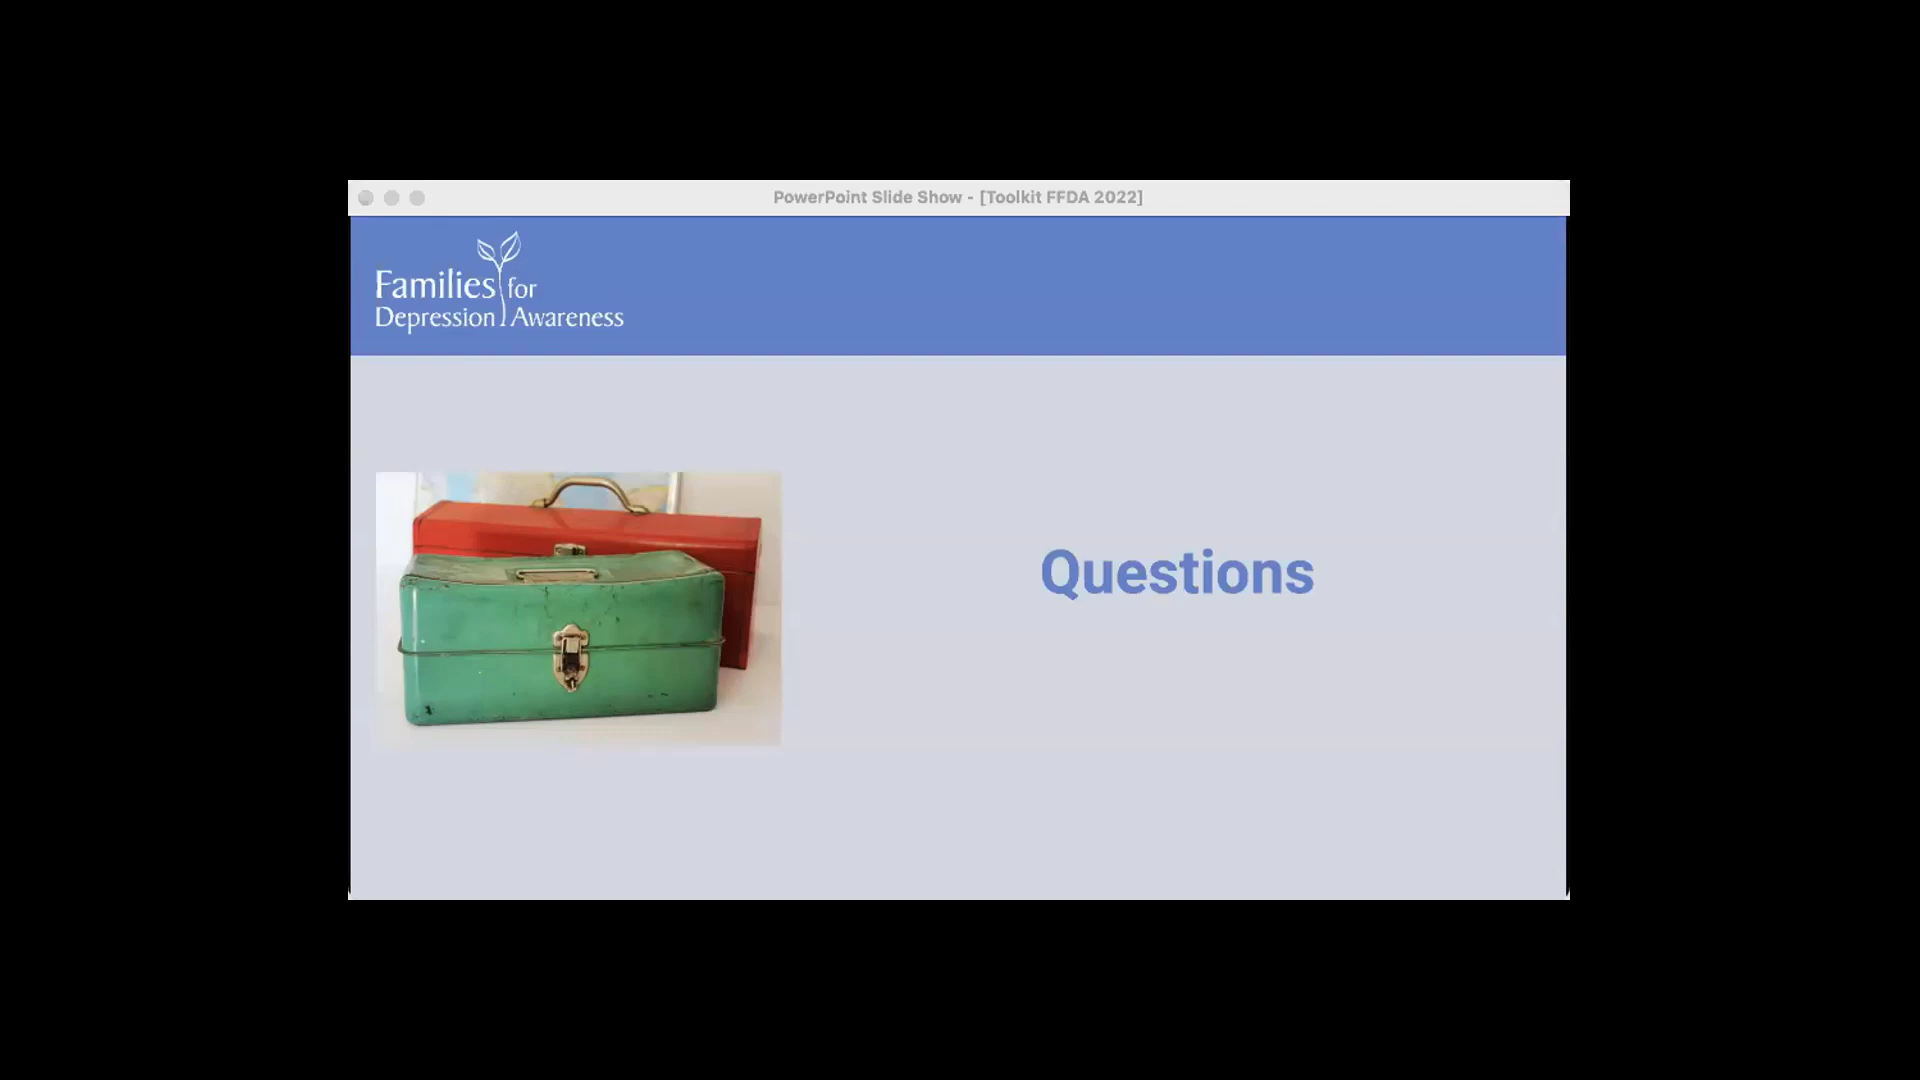 PowerPoint Slide Show - [Toolkit FFDA 2022]
Families for
Depression Awareness
Questions